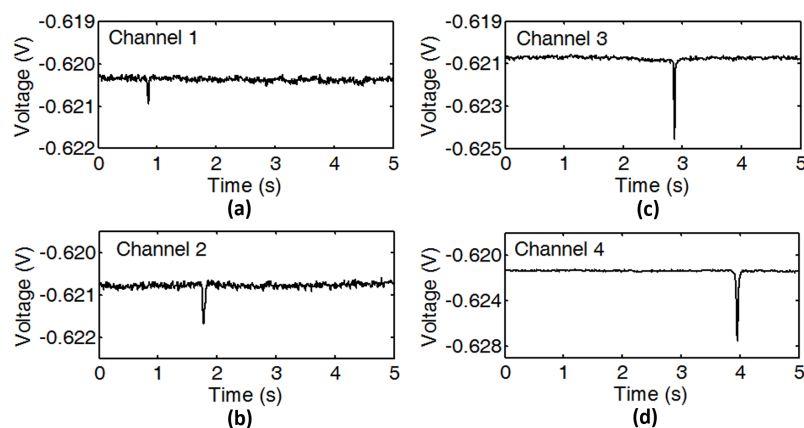 Channel 1
Voltage (V)
-0.619
-0.620
-0.621
-0.622
0 1 2 3 4 5
Time (s)
(a)
Channel 3
Voltage (V)
-0.619
-0.621
-0.623
-0.625
0 1 2 3 4 5
Time (s)
(c)
Channel 2
Voltage (V)
-0.620
-0.621
-0.622
0 1 2 3 4 5
Time (s)
(b)
Channel 4
Voltage (V)
-0.620
-0.624
-0.628
0 1 2 3 4 5
Time (s)
(d)